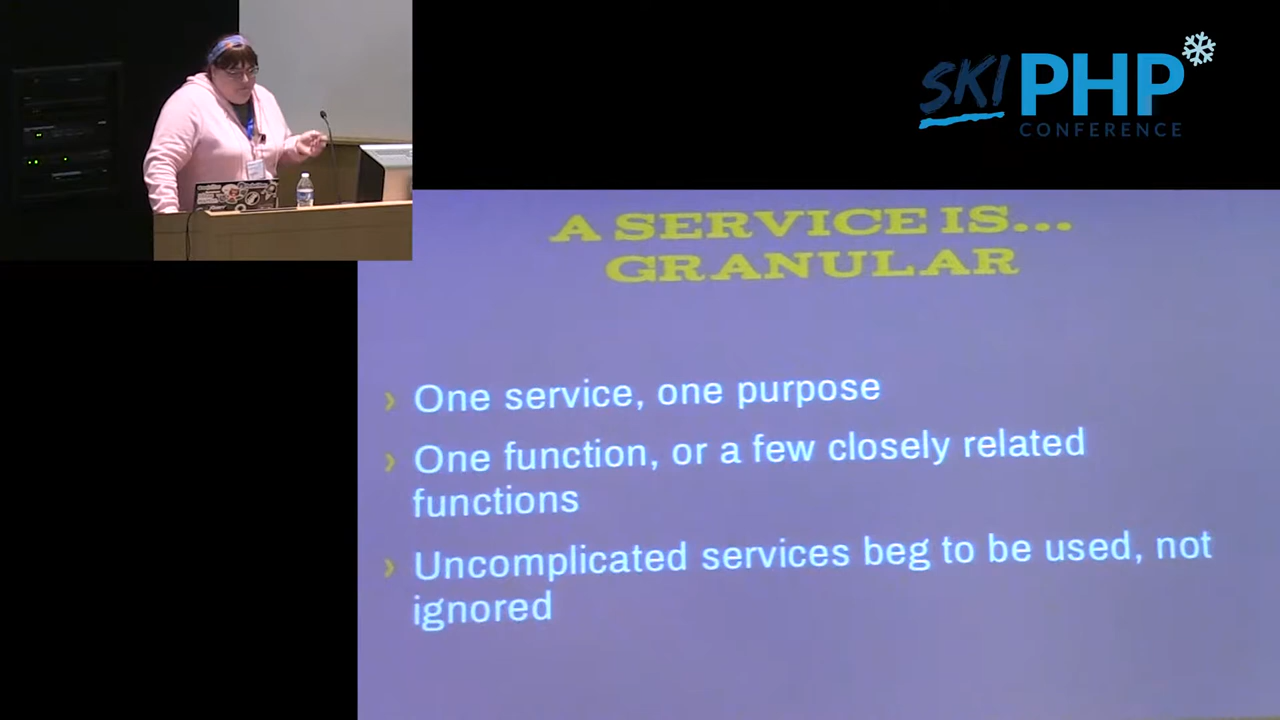 SKI PHP
CONFERENCE
A SERVICE IS...
GRANULAR
› One service, one purpose
› One function, or a few closely related
functions
› Uncomplicated services beg to be used, not
ignored